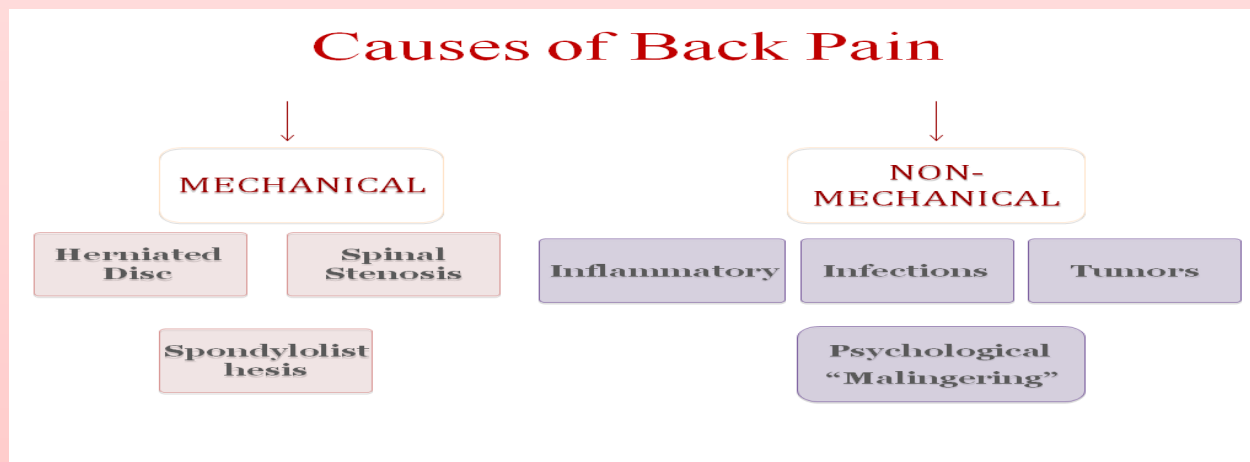 Causes of Back Pain
MECHANICAL
Herniated
Disc
Spinal
Stenosis
Spondylolist
hesis
NON-
MECHANICAL
Inflammatory
Infections
Tumors
Psychological
“Malingering”